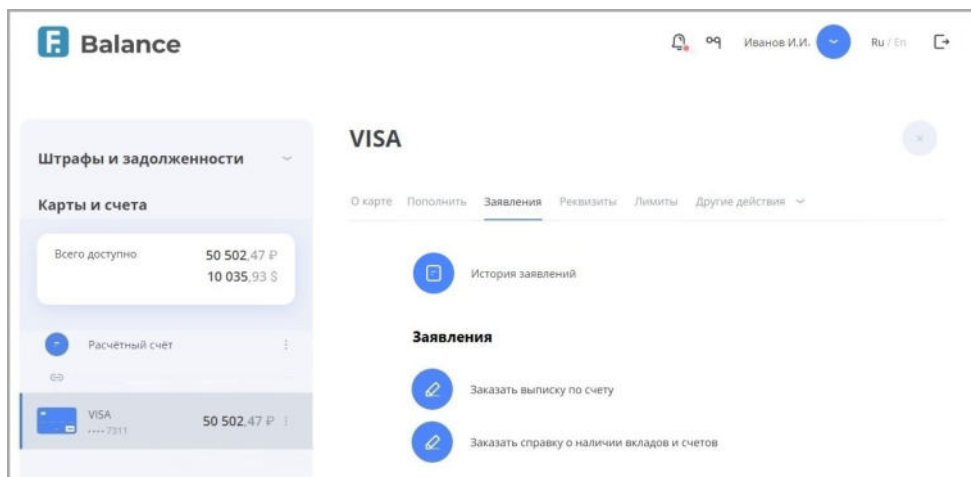 F. Balance
Иванов И.И.
Ru / En
VISA
Штрафы и задолженности
Карты и счета
О карте Пополнить Заявления Реквизиты Лимиты Другие действия
Всего доступно 50 502,47 ₽
10 035,93 $
История заявлений
Заявления
Расчётный счёт
Заказать выписку по счету
VISA 50 502,47 ₽
•••• 7311
Заказать справку о наличии вкладов и счетов